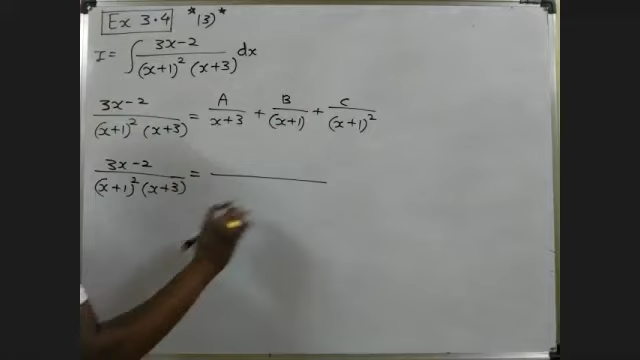 Ex 3.4 *13)*
I = ∫ 3x-2 / (x+1)² (x+3) dx
3x-2 / (x+1)² (x+3) = A / x+3 + B / (x+1) + C / (x+1)²
3x-2 / (x+1)² (x+3) =